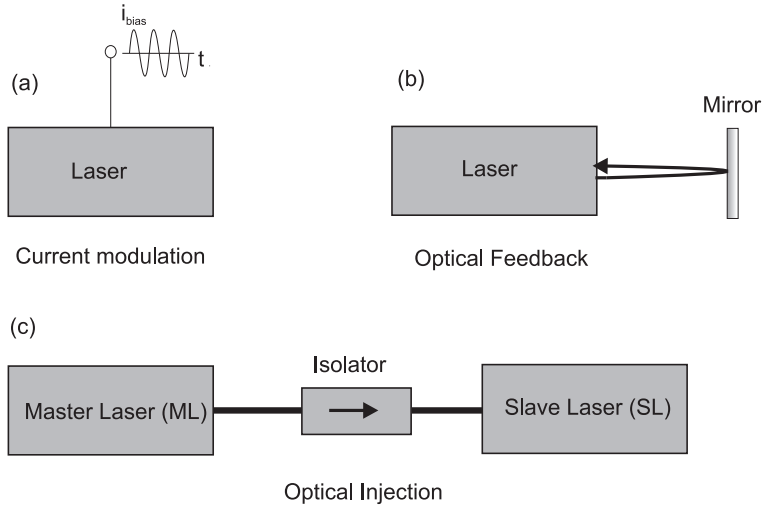 i_bias
t
(a)
Laser
Current modulation
(b)
Mirror
Laser
Optical Feedback
(c)
Isolator
Master Laser (ML)
Slave Laser (SL)
Optical Injection